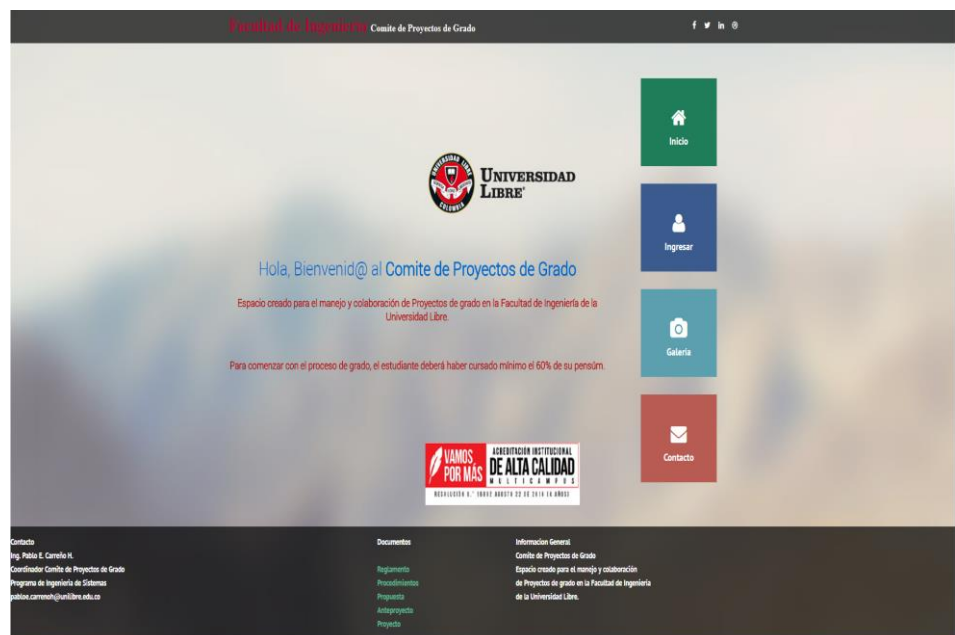 Facultad de Ingenieria Comite de Proyectos de Grado
Inicio
UNIVERSIDAD LIBRE
COLOMBIA
UNIVERSIDAD
LIBRE
Ingresar
Hola, Bienvenid@ al Comite de Proyectos de Grado
Espacio creado para el manejo y colaboración de Proyectos de grado en la Facultad de Ingeniería de la
Universidad Libre.
Galeria
Para comenzar con el proceso de grado, el estudiante deberá haber cursado mínimo el 60% de su pensúm.
Contacto
VAMOS
POR MÁS
ACREDITACIÓN INSTITUCIONAL
DE ALTA CALIDAD
MULTICAMPUS
Contacto
Ing. Pablo E. Carreño H.
Coordinador Comite de Proyectos de Grado
Programa de Ingenieria de Sistemas
pabloe.carrenoh@unilibre.edu.co
Documentos
Reglamento
Procedimientos
Propuesta
Anteproyecto
Proyecto
Informacion General
Comite de Proyectos de Grado
Espacio creado para el manejo y colaboración
de Proyectos de grado en la Facultad de Ingeniería
de la Universidad Libre.